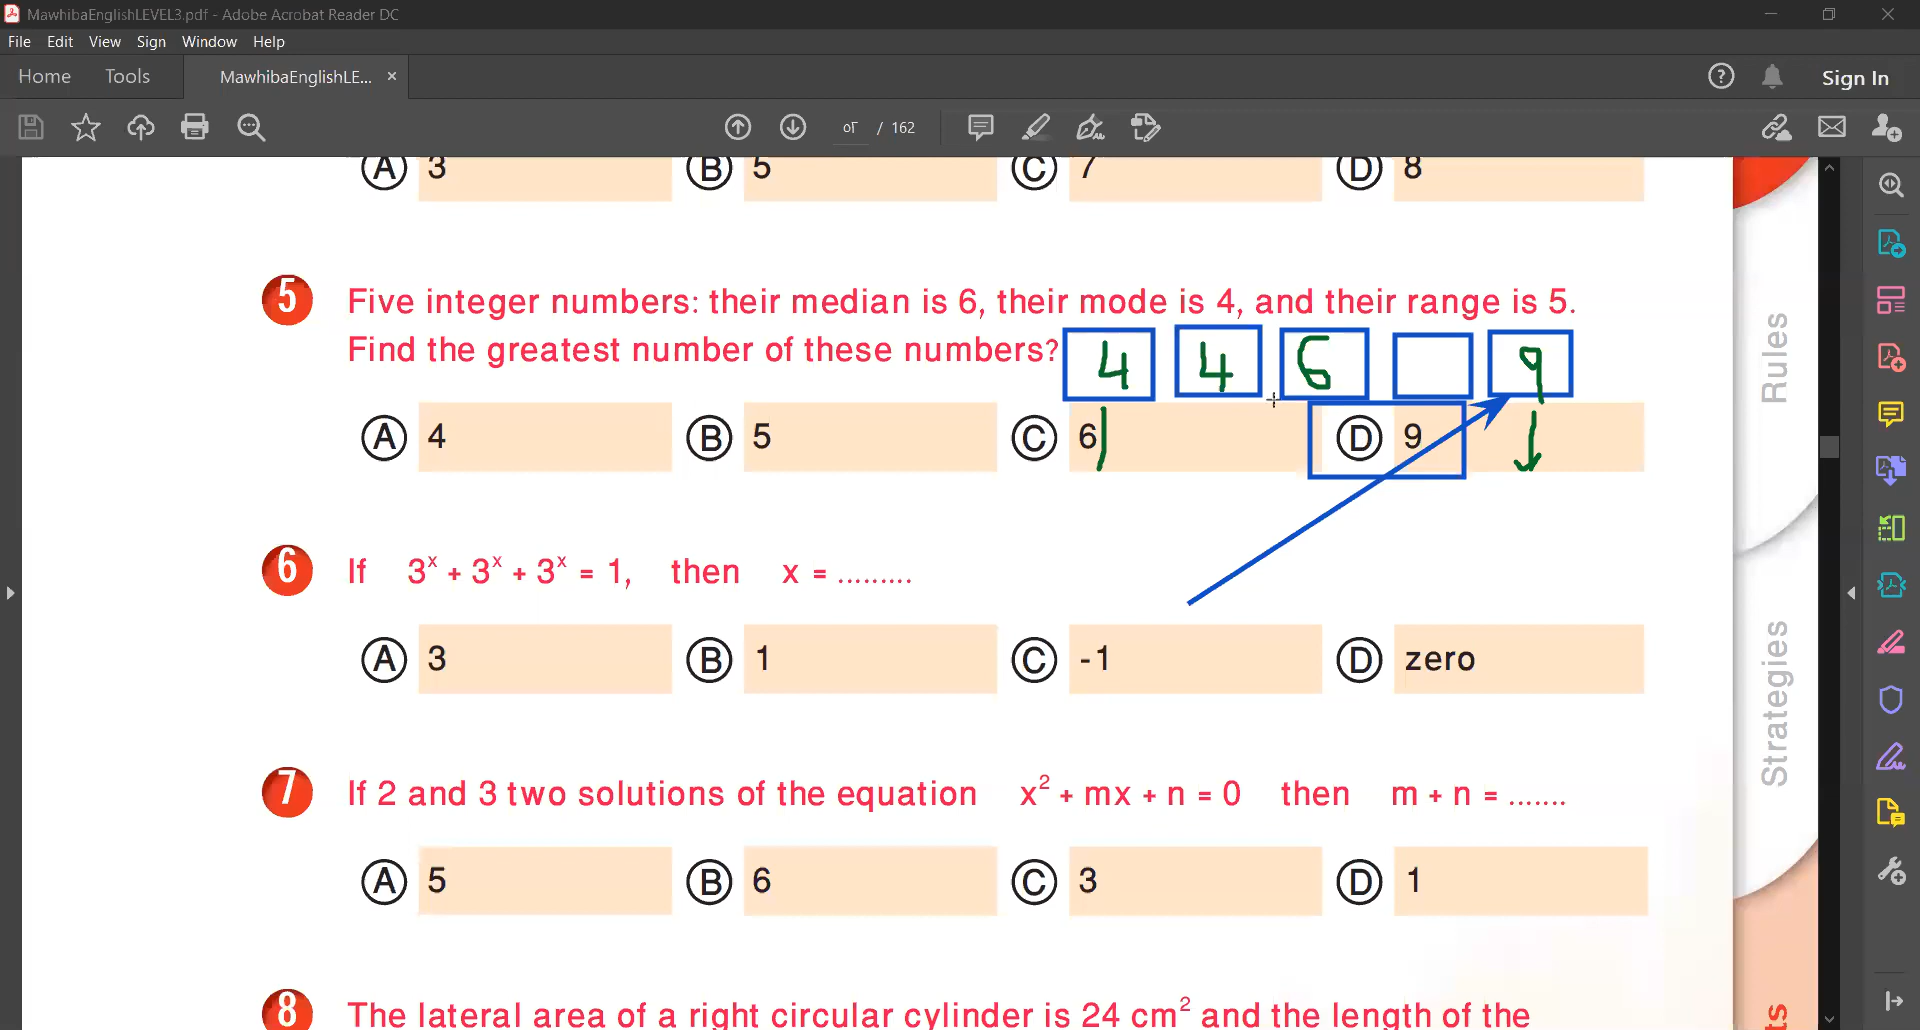 MawhibaEnglishLEVEL3.pdf - Adobe Acrobat Reader DC
File Edit View Sign Window Help
Home Tools MawhibaEnglishLE... × Sign In
٥٢ / 162
A 3 B 5 C 7 D 8
5 Five integer numbers: their median is 6, their mode is 4, and their range is 5.
Find the greatest number of these numbers? 4 4 6 9
A 4 B 5 C 6 D 9
6 If 3ˣ + 3ˣ + 3ˣ = 1, then x = .........
A 3 B 1 C -1 D zero
7 If 2 and 3 two solutions of the equation x² + mx + n = 0 then m + n = .......
A 5 B 6 C 3 D 1
8 The lateral area of a right circular cylinder is 24 cm² and the length of the
Rules
Strategies